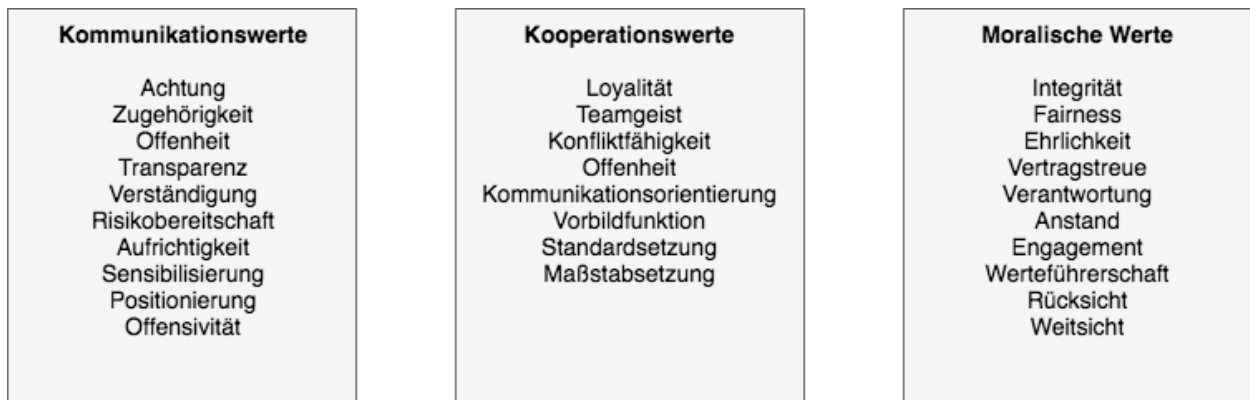 Kommunikationswerte
Achtung
Zugehörigkeit
Offenheit
Transparenz
Verständigung
Risikobereitschaft
Aufrichtigkeit
Sensibilisierung
Positionierung
Offensivität
Kooperationswerte
Loyalität
Teamgeist
Konfliktfähigkeit
Offenheit
Kommunikationsorientierung
Vorbildfunktion
Standardsetzung
Maßstabsetzung
Moralische Werte
Integrität
Fairness
Ehrlichkeit
Vertragstreue
Verantwortung
Anstand
Engagement
Werteführerschaft
Rücksicht
Weitsicht